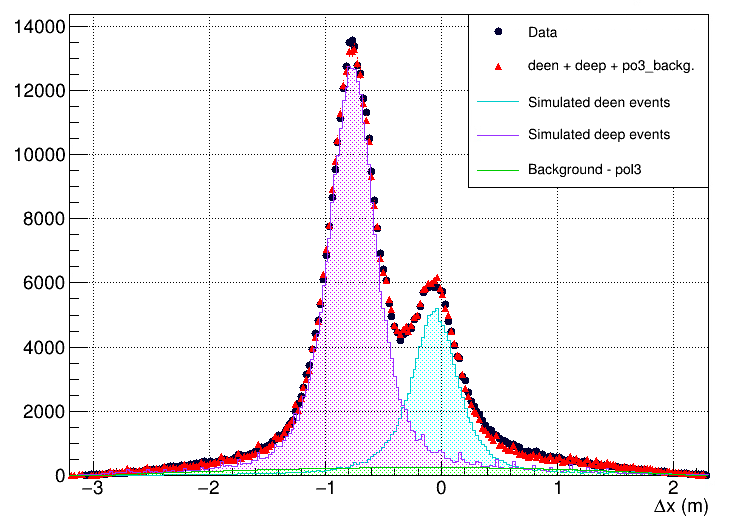 14000
12000
10000
8000
6000
4000
2000
0
Data
deen + deep + po3_backg.
Simulated deen events
Simulated deep events
Background - pol3
−3 −2 −1 0 1 2
Δx (m)